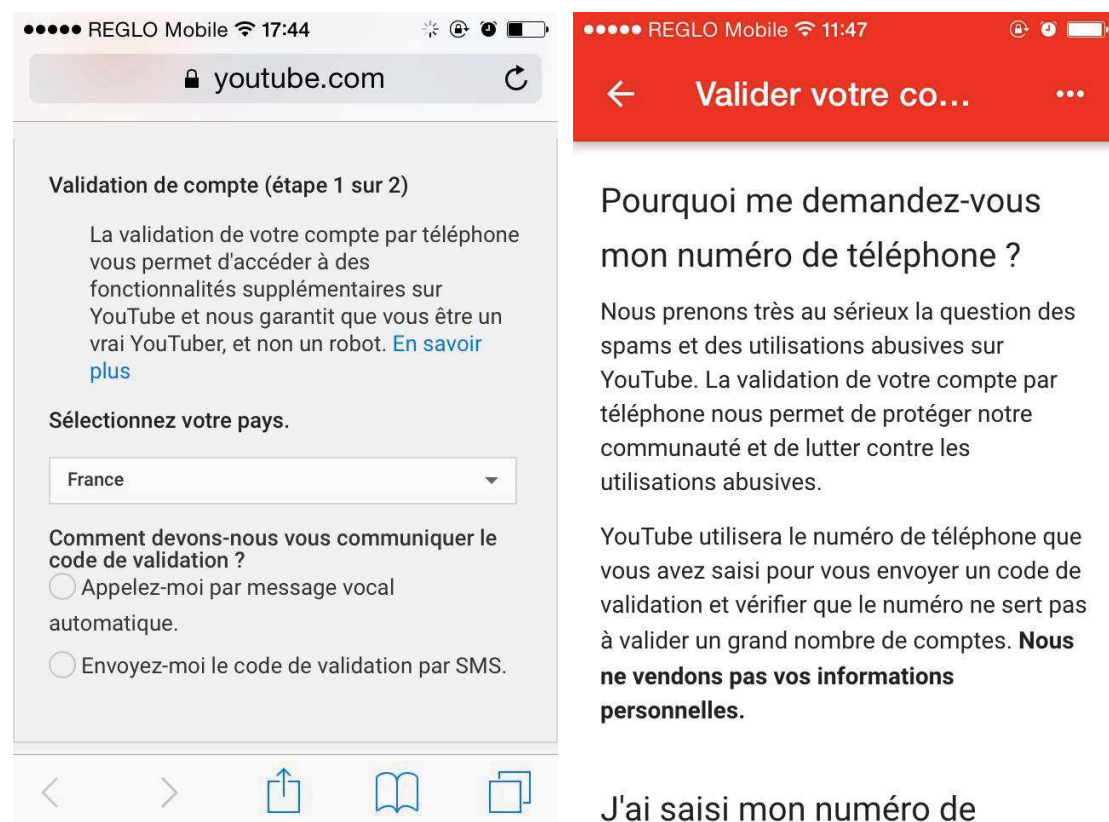 REGLO Mobile 17:44
youtube.com
Validation de compte (étape 1 sur 2)
La validation de votre compte par téléphone
vous permet d'accéder à des
fonctionnalités supplémentaires sur
YouTube et nous garantit que vous être un
vrai YouTuber, et non un robot. En savoir
plus
Sélectionnez votre pays.
France
Comment devons-nous vous communiquer le
code de validation ?
Appelez-moi par message vocal
automatique.
Envoyez-moi le code de validation par SMS.
REGLO Mobile 11:47
Valider votre co...
Pourquoi me demandez-vous
mon numéro de téléphone ?
Nous prenons très au sérieux la question des
spams et des utilisations abusives sur
YouTube. La validation de votre compte par
téléphone nous permet de protéger notre
communauté et de lutter contre les
utilisations abusives.
YouTube utilisera le numéro de téléphone que
vous avez saisi pour vous envoyer un code de
validation et vérifier que le numéro ne sert pas
à valider un grand nombre de comptes. Nous
ne vendons pas vos informations
personnelles.
J'ai saisi mon numéro de